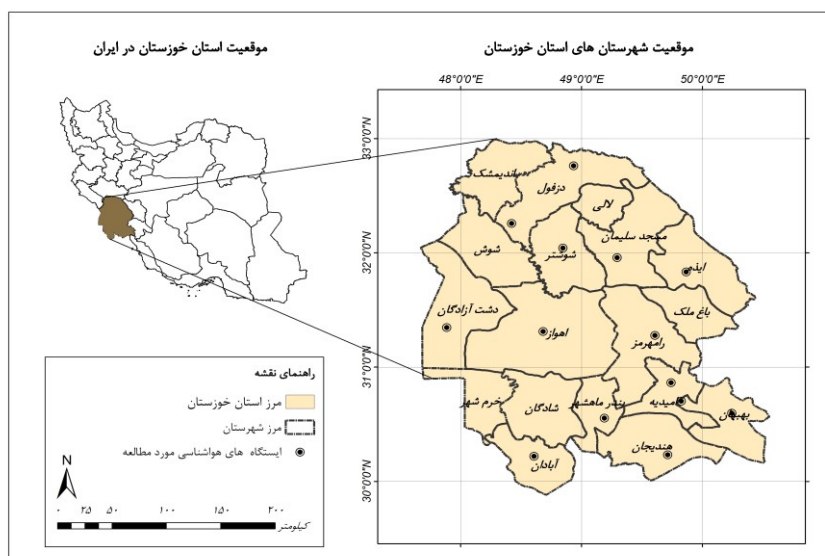 موقعیت شهرستان های استان خوزستان
موقعیت استان خوزستان در ایران
48°0'0"E 49°0'0"E 50°0'0"E
33°0'0"N
32°0'0"N
31°0'0"N
30°0'0"N
اندیمشک
دزفول
لالی
مسجد سلیمان
شوش
شوشتر
ایذه
دشت آزادگان
اهواز
باغ ملک
رامهرمز
خرم شهر
شادگان
بندر ماهشهر
امیدیه
بهبهان
هندیجان
آبادان
راهنمای نقشه
مرز استان خوزستان
مرز شهرستان
ایستگاه های هواشناسی مورد مطالعه
N
۰ ۲۵ ۵۰ ۱۰۰ ۱۵۰ ۲۰۰
کیلومتر